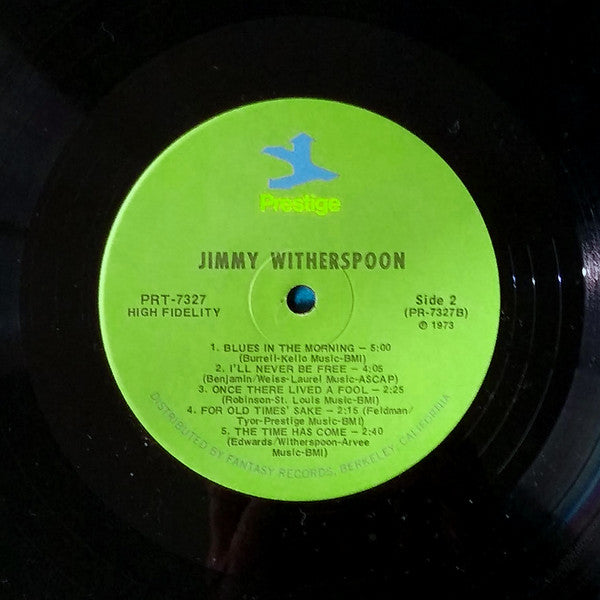 Prestige
JIMMY WITHERSPOON
PRT-7327
HIGH FIDELITY
Side 2
(PR-7327B)
℗ 1973
1. BLUES IN THE MORNING – 5:00
(Burrell-Kello Music-BMI)
2. I'LL NEVER BE FREE – 4:05
(Benjamin/Weiss-Laurel Music-ASCAP)
3. ONCE THERE LIVED A FOOL – 2:25
(Robinson-St. Louis Music-BMI)
4. FOR OLD TIMES' SAKE – 2:15 (Feldman/
Tyor-Prestige Music-BMI)
5. THE TIME HAS COME – 2:40
(Edwards/Witherspoon-Arvee
Music-BMI)
DISTRIBUTED BY FANTASY RECORDS, BERKELEY, CALIFORNIA